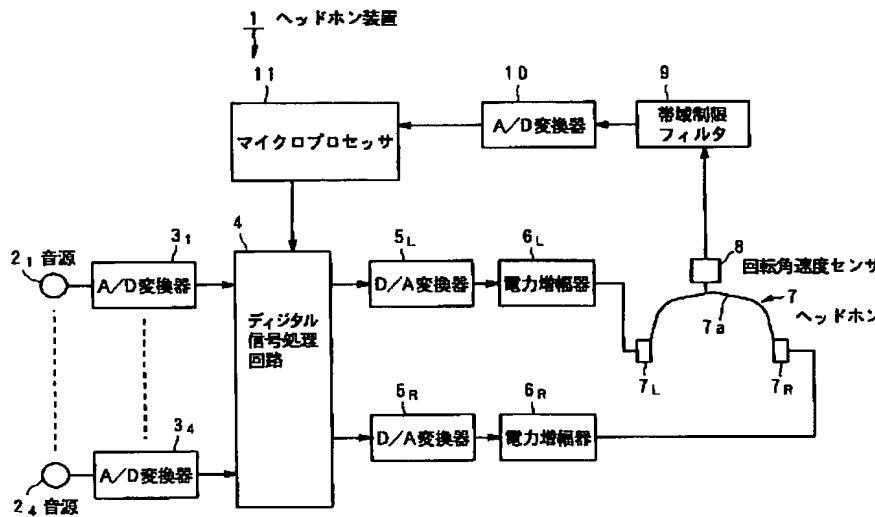 1 ヘッドホン装置
11
マイクロプロセッサ
10
A/D変換器
9
帯域制限
フィルタ
8
回転角速度センサ
7
ヘッドホン
7a
7L
7R
2₁ 音源
3₁
A/D変換器
4
ディジタル
信号処理
回路
5L
D/A変換器
6L
電力増幅器
5R
D/A変換器
6R
電力増幅器
3₄
A/D変換器
2₄ 音源